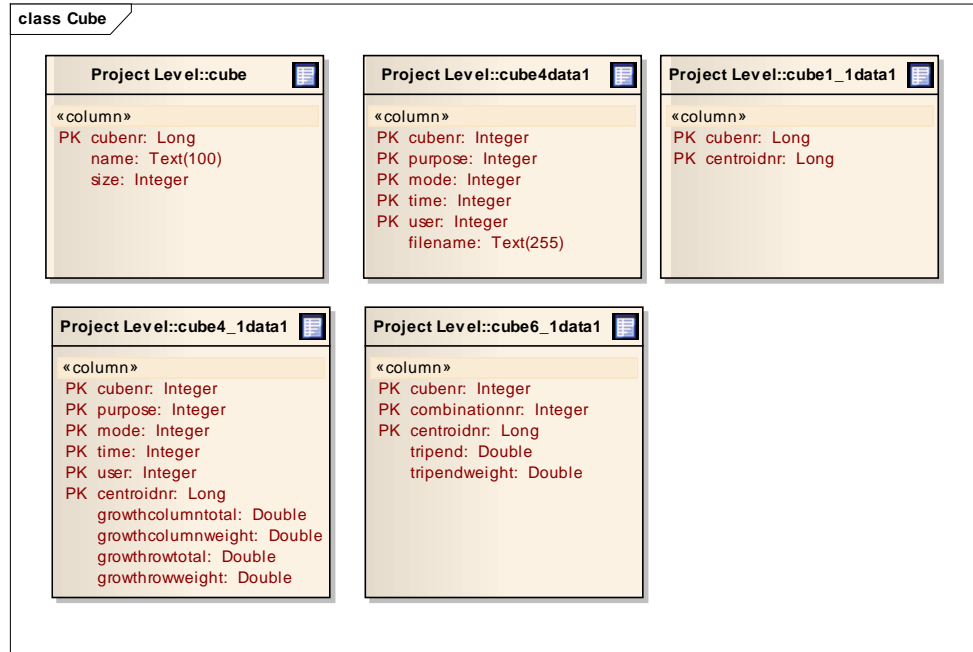 class Cube
Project Level::cube
«column»
PK cubenr: Long
name: Text(100)
size: Integer
Project Level::cube4data1
«column»
PK cubenr: Integer
PK purpose: Integer
PK mode: Integer
PK time: Integer
PK user: Integer
filename: Text(255)
Project Level::cube1_1data1
«column»
PK cubenr: Long
PK centroidnr: Long
Project Level::cube4_1data1
«column»
PK cubenr: Integer
PK purpose: Integer
PK mode: Integer
PK time: Integer
PK user: Integer
PK centroidnr: Long
growthcolumntotal: Double
growthcolumnweight: Double
growthrowtotal: Double
growthrowweight: Double
Project Level::cube6_1data1
«column»
PK cubenr: Integer
PK combinationnr: Integer
PK centroidnr: Long
tripend: Double
tripendweight: Double